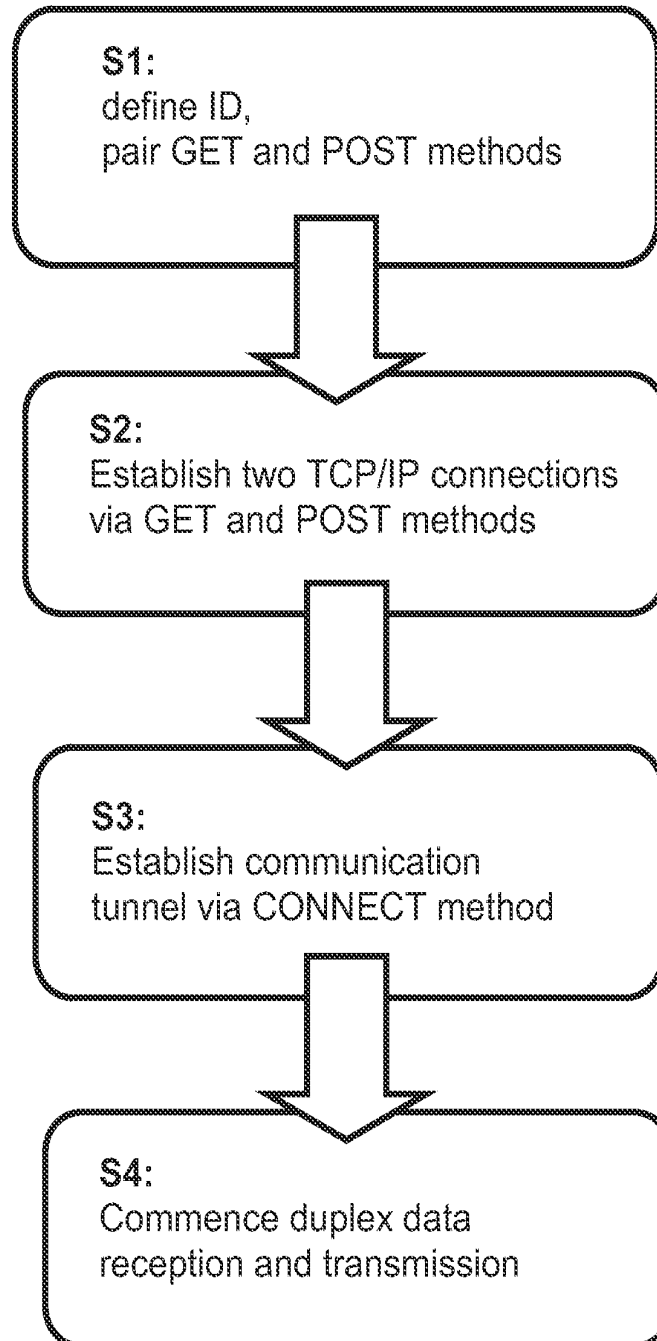 S1:
define ID,
pair GET and POST methods
S2:
Establish two TCP/IP connections
via GET and POST methods
S3:
Establish communication
tunnel via CONNECT method
S4:
Commence duplex data
reception and transmission